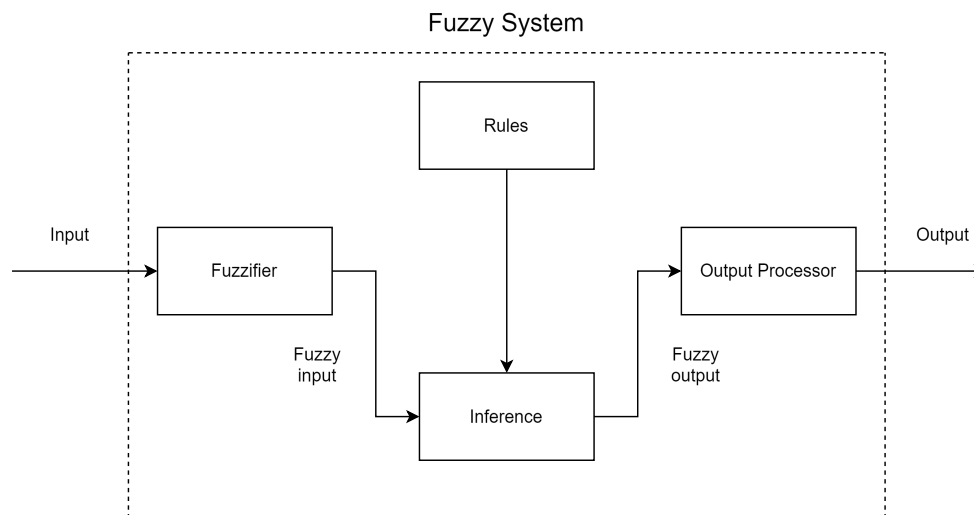 Fuzzy System
Rules
Input
Fuzzifier
Output Processor
Output
Fuzzy
input
Fuzzy
output
Inference